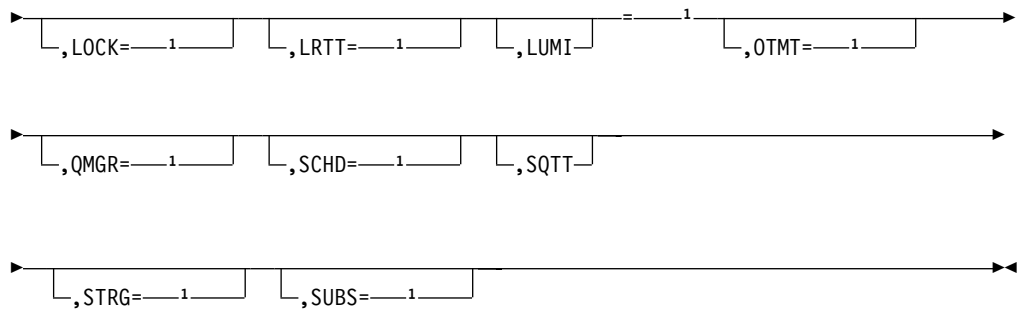 = 1
,LOCK= 1 ,LRTT= 1 ,LUMI ,OTMT= 1
,QMGR= 1 ,SCHD= 1 ,SQTT
,STRG= 1 ,SUBS= 1